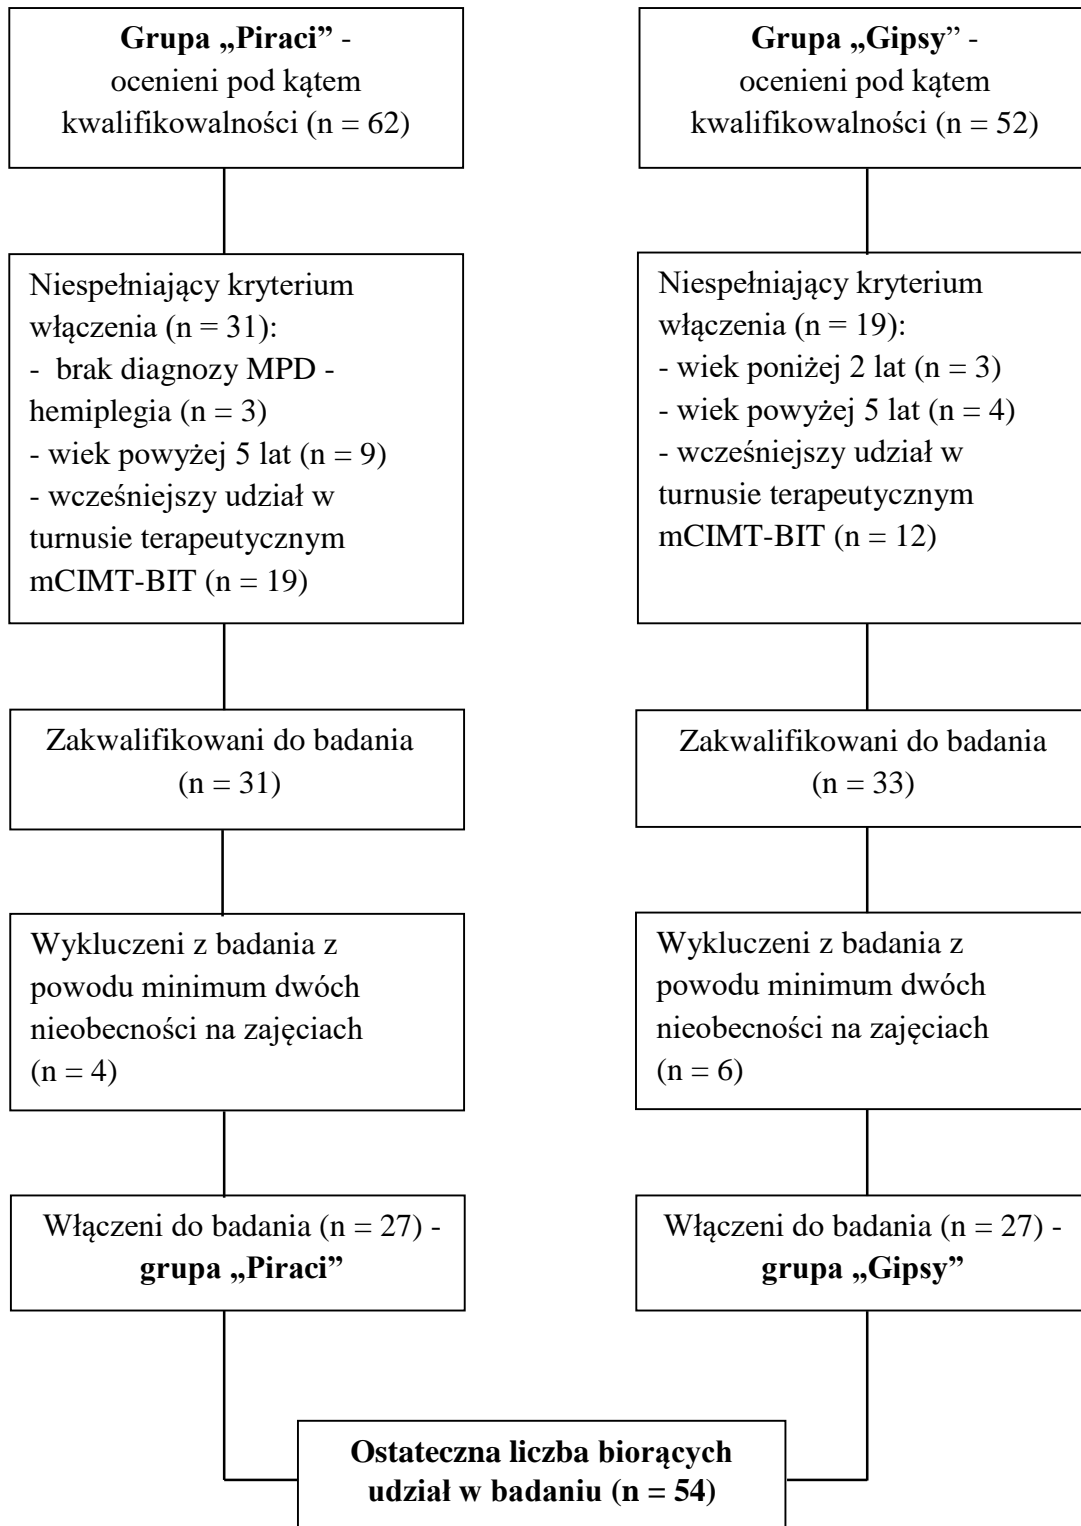 Grupa „Piraci” -
ocenieni pod kątem
kwalifikowalności (n = 62)
Grupa „Gipsy” -
ocenieni pod kątem
kwalifikowalności (n = 52)
Niespełniający kryterium
włączenia (n = 31):
- brak diagnozy MPD -
hemiplegia (n = 3)
- wiek powyżej 5 lat (n = 9)
- wcześniejszy udział w
turnusie terapeutycznym
mCIMT-BIT (n = 19)
Niespełniający kryterium
włączenia (n = 19):
- wiek poniżej 2 lat (n = 3)
- wiek powyżej 5 lat (n = 4)
- wcześniejszy udział w
turnusie terapeutycznym
mCIMT-BIT (n = 12)
Zakwalifikowani do badania
(n = 31)
Zakwalifikowani do badania
(n = 33)
Wykluczeni z badania z
powodu minimum dwóch
nieobecności na zajęciach
(n = 4)
Wykluczeni z badania z
powodu minimum dwóch
nieobecności na zajęciach
(n = 6)
Włączeni do badania (n = 27) -
grupa „Piraci”
Włączeni do badania (n = 27) -
grupa „Gipsy”
Ostateczna liczba biorących
udział w badaniu (n = 54)